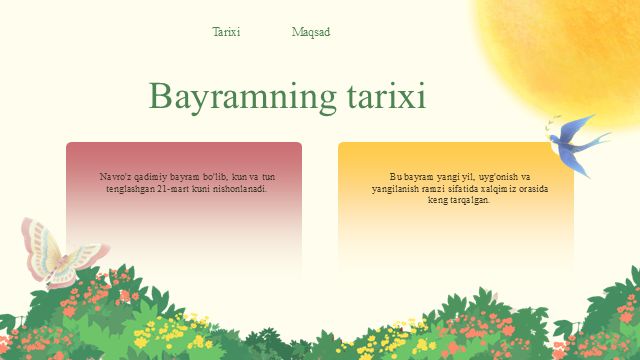 Tarixi Maqsad
Bayramning tarixi
Navro'z qadimiy bayram bo'lib, kun va tun
tenglashgan 21-mart kuni nishonlanadi.
Bu bayram yangi yil, uyg'onish va
yangilanish ramzi sifatida xalqimiz orasida
keng tarqalgan.